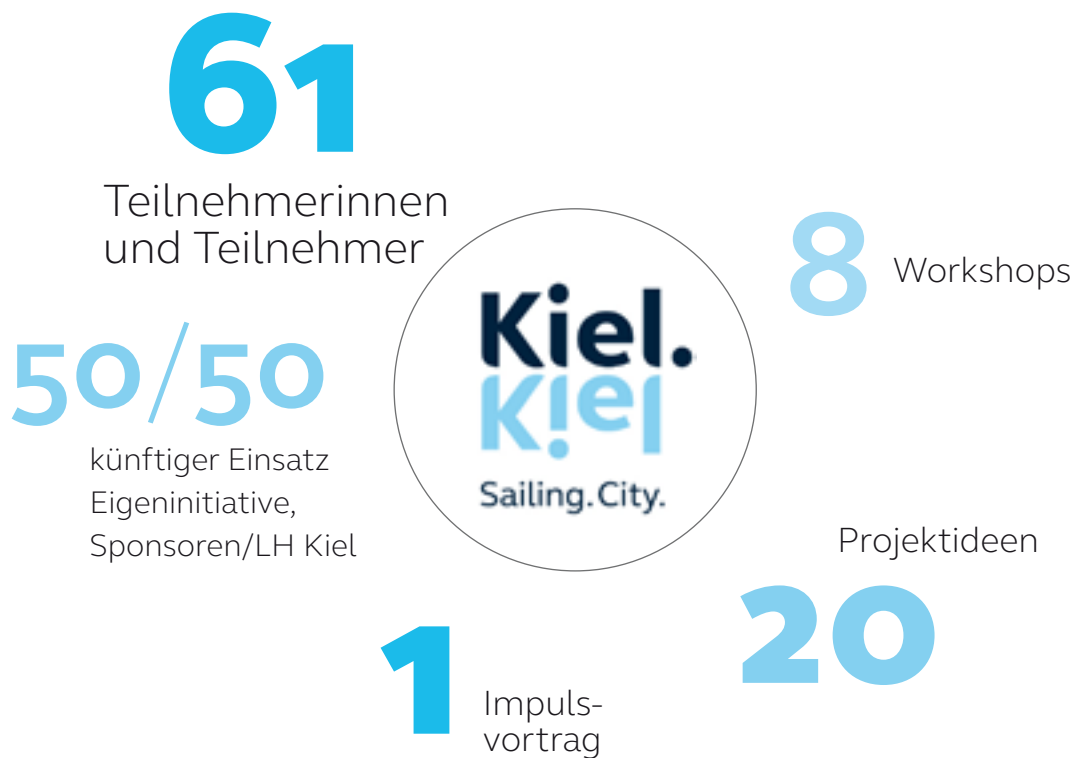 61
Teilnehmerinnen
und Teilnehmer
8 Workshops
50/50
künftiger Einsatz
Eigeninitiative,
Sponsoren/LH Kiel
Kiel.
Kiel
Sailing.City.
Projektideen
20
1 Impuls-
vortrag